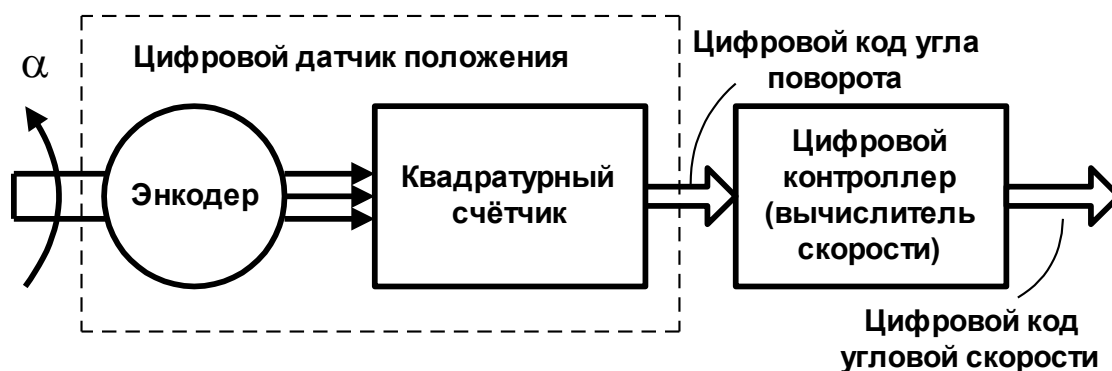 Цифровой датчик положения
Цифровой код угла
поворота
α
Энкодер
Квадратурный
счётчик
Цифровой
контроллер
(вычислитель
скорости)
Цифровой код
угловой скорости